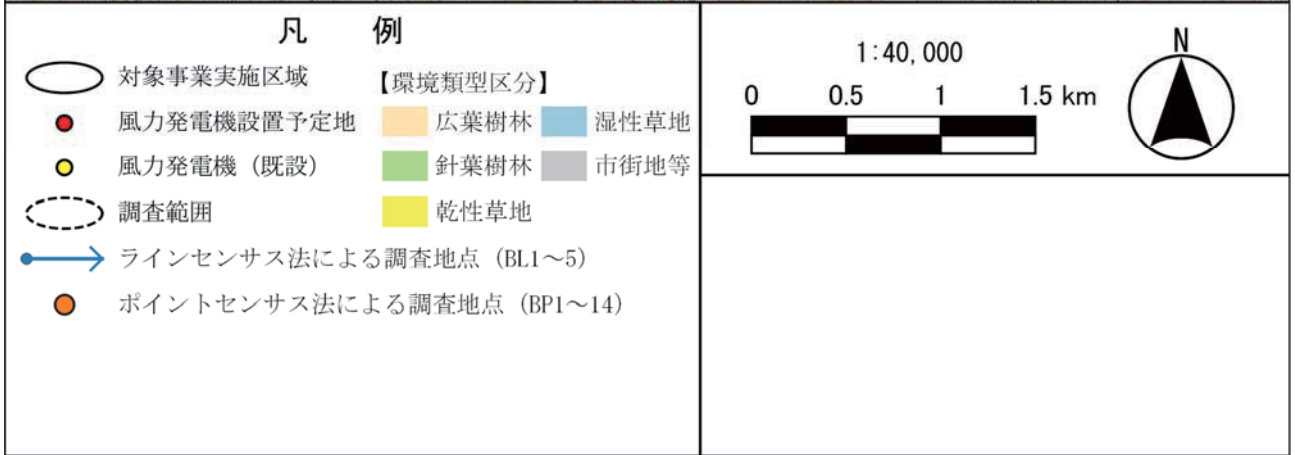 凡 例
対象事業実施区域
風力発電機設置予定地
風力発電機（既設）
調査範囲
【環境類型区分】
広葉樹林 湿性草地
針葉樹林 市街地等
乾性草地
ラインセンサス法による調査地点（BL1～5）
ポイントセンサス法による調査地点（BP1～14）
1:40,000
0 0.5 1 1.5 km
N